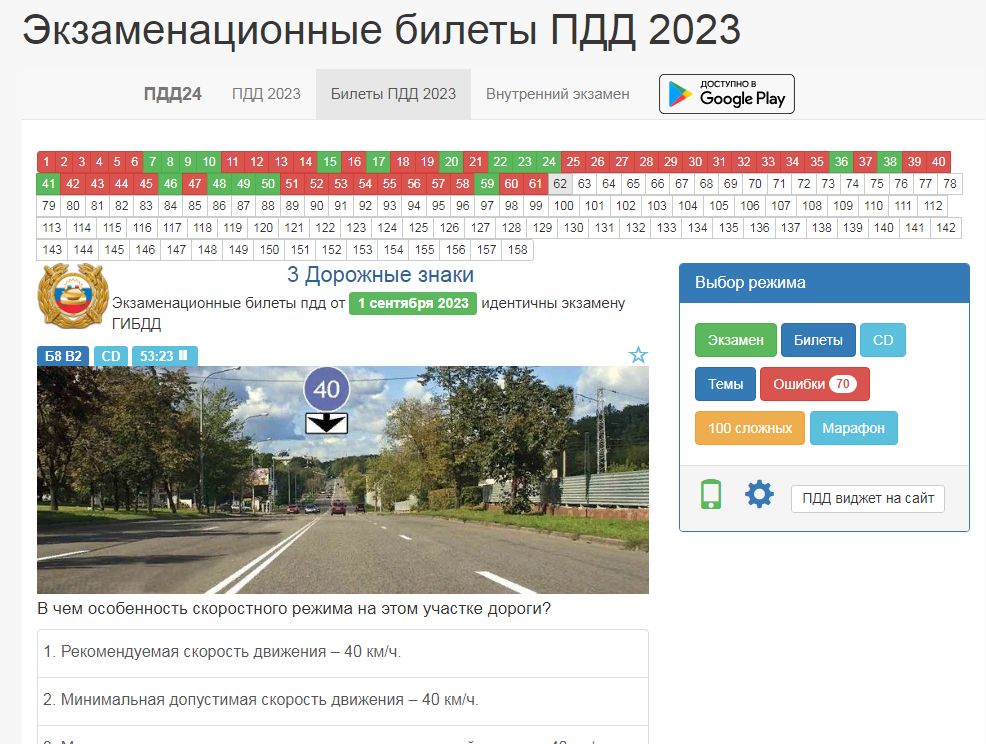 Экзаменационные билеты ПДД 2023
ПДД24 ПДД 2023 Билеты ПДД 2023 Внутренний экзамен ДОСТУПНО В Google Play
1 2 3 4 5 6 7 8 9 10 11 12 13 14 15 16 17 18 19 20 21 22 23 24 25 26 27 28 29 30 31 32 33 34 35 36 37 38 39 40
41 42 43 44 45 46 47 48 49 50 51 52 53 54 55 56 57 58 59 60 61 62 63 64 65 66 67 68 69 70 71 72 73 74 75 76 77 78
79 80 81 82 83 84 85 86 87 88 89 90 91 92 93 94 95 96 97 98 99 100 101 102 103 104 105 106 107 108 109 110 111 112
113 114 115 116 117 118 119 120 121 122 123 124 125 126 127 128 129 130 131 132 133 134 135 136 137 138 139 140 141 142
143 144 145 146 147 148 149 150 151 152 153 154 155 156 157 158
3 Дорожные знаки
Экзаменационные билеты пдд от 1 сентября 2023 идентичны экзамену
ГИБДД
Б8 В2 CD 53:23
40
В чем особенность скоростного режима на этом участке дороги?
1. Рекомендуемая скорость движения – 40 км/ч.
2. Минимальная допустимая скорость движения – 40 км/ч.
Выбор режима
Экзамен Билеты CD
Темы Ошибки 70
100 сложных Марафон
ПДД виджет на сайт